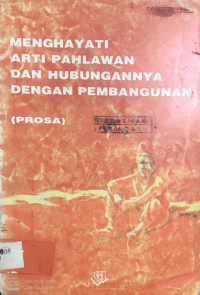 MENGHAYATI
ARTI PAHLAWAN
DAN HUBUNGANNYA
DENGAN PEMBANGUNAN
(PROSA)